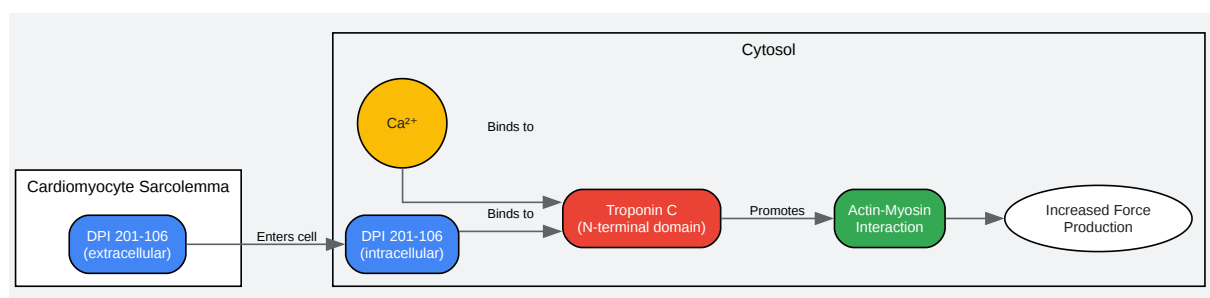 Cytosol
Ca²⁺
Binds to
Cardiomyocyte Sarcolemma
DPI 201-106
(extracellular)
Enters cell
DPI 201-106
(intracellular)
Binds to
Troponin C
(N-terminal domain)
Promotes
Actin-Myosin
Interaction
Increased Force
Production